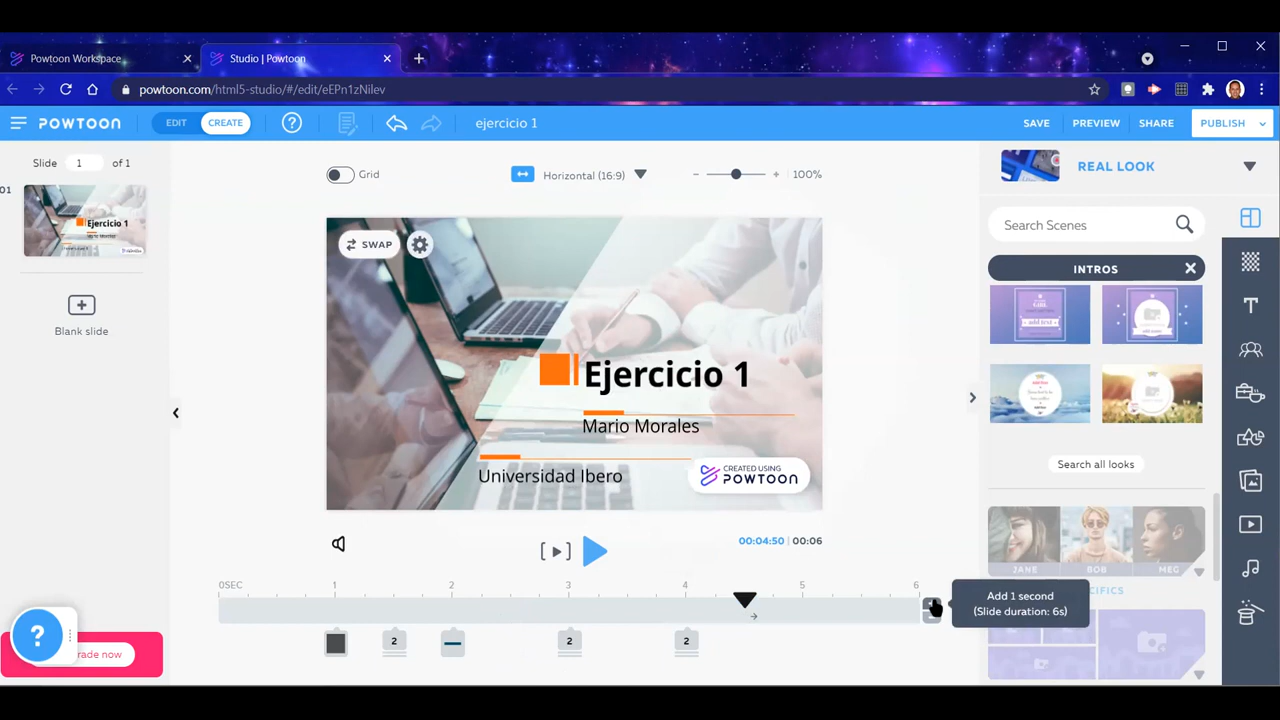 Powtoon Workspace
Studio | Powtoon
powtoon.com/html5-studio/#/edit/eEPn1zNilev
POWTOON
EDIT
CREATE
?
ejercicio 1
SAVE
PREVIEW
SHARE
PUBLISH
Slide 1 of 1
01
Ejercicio 1
Blank slide
Grid
Horizontal (16:9)
100%
SWAP
Ejercicio 1
Mario Morales
Universidad Ibero
CREATED USING
POWTOON
00:04:50 | 00:06
0SEC 1 2 3 4 5 6
2 2 2
REAL LOOK
Search Scenes
INTROS
add text
Search all looks
JANE BOB MEG
CIFICS
Add 1 second
(Slide duration: 6s)
?
rade now